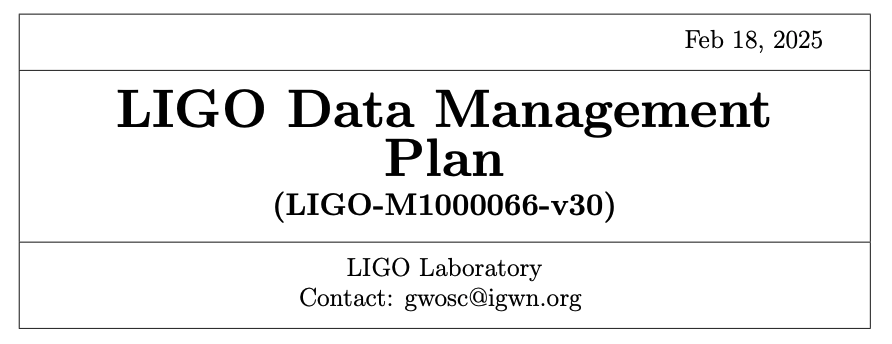 Feb 18, 2025
LIGO Data Management
Plan
(LIGO-M1000066-v30)
LIGO Laboratory
Contact: gwosc@igwn.org